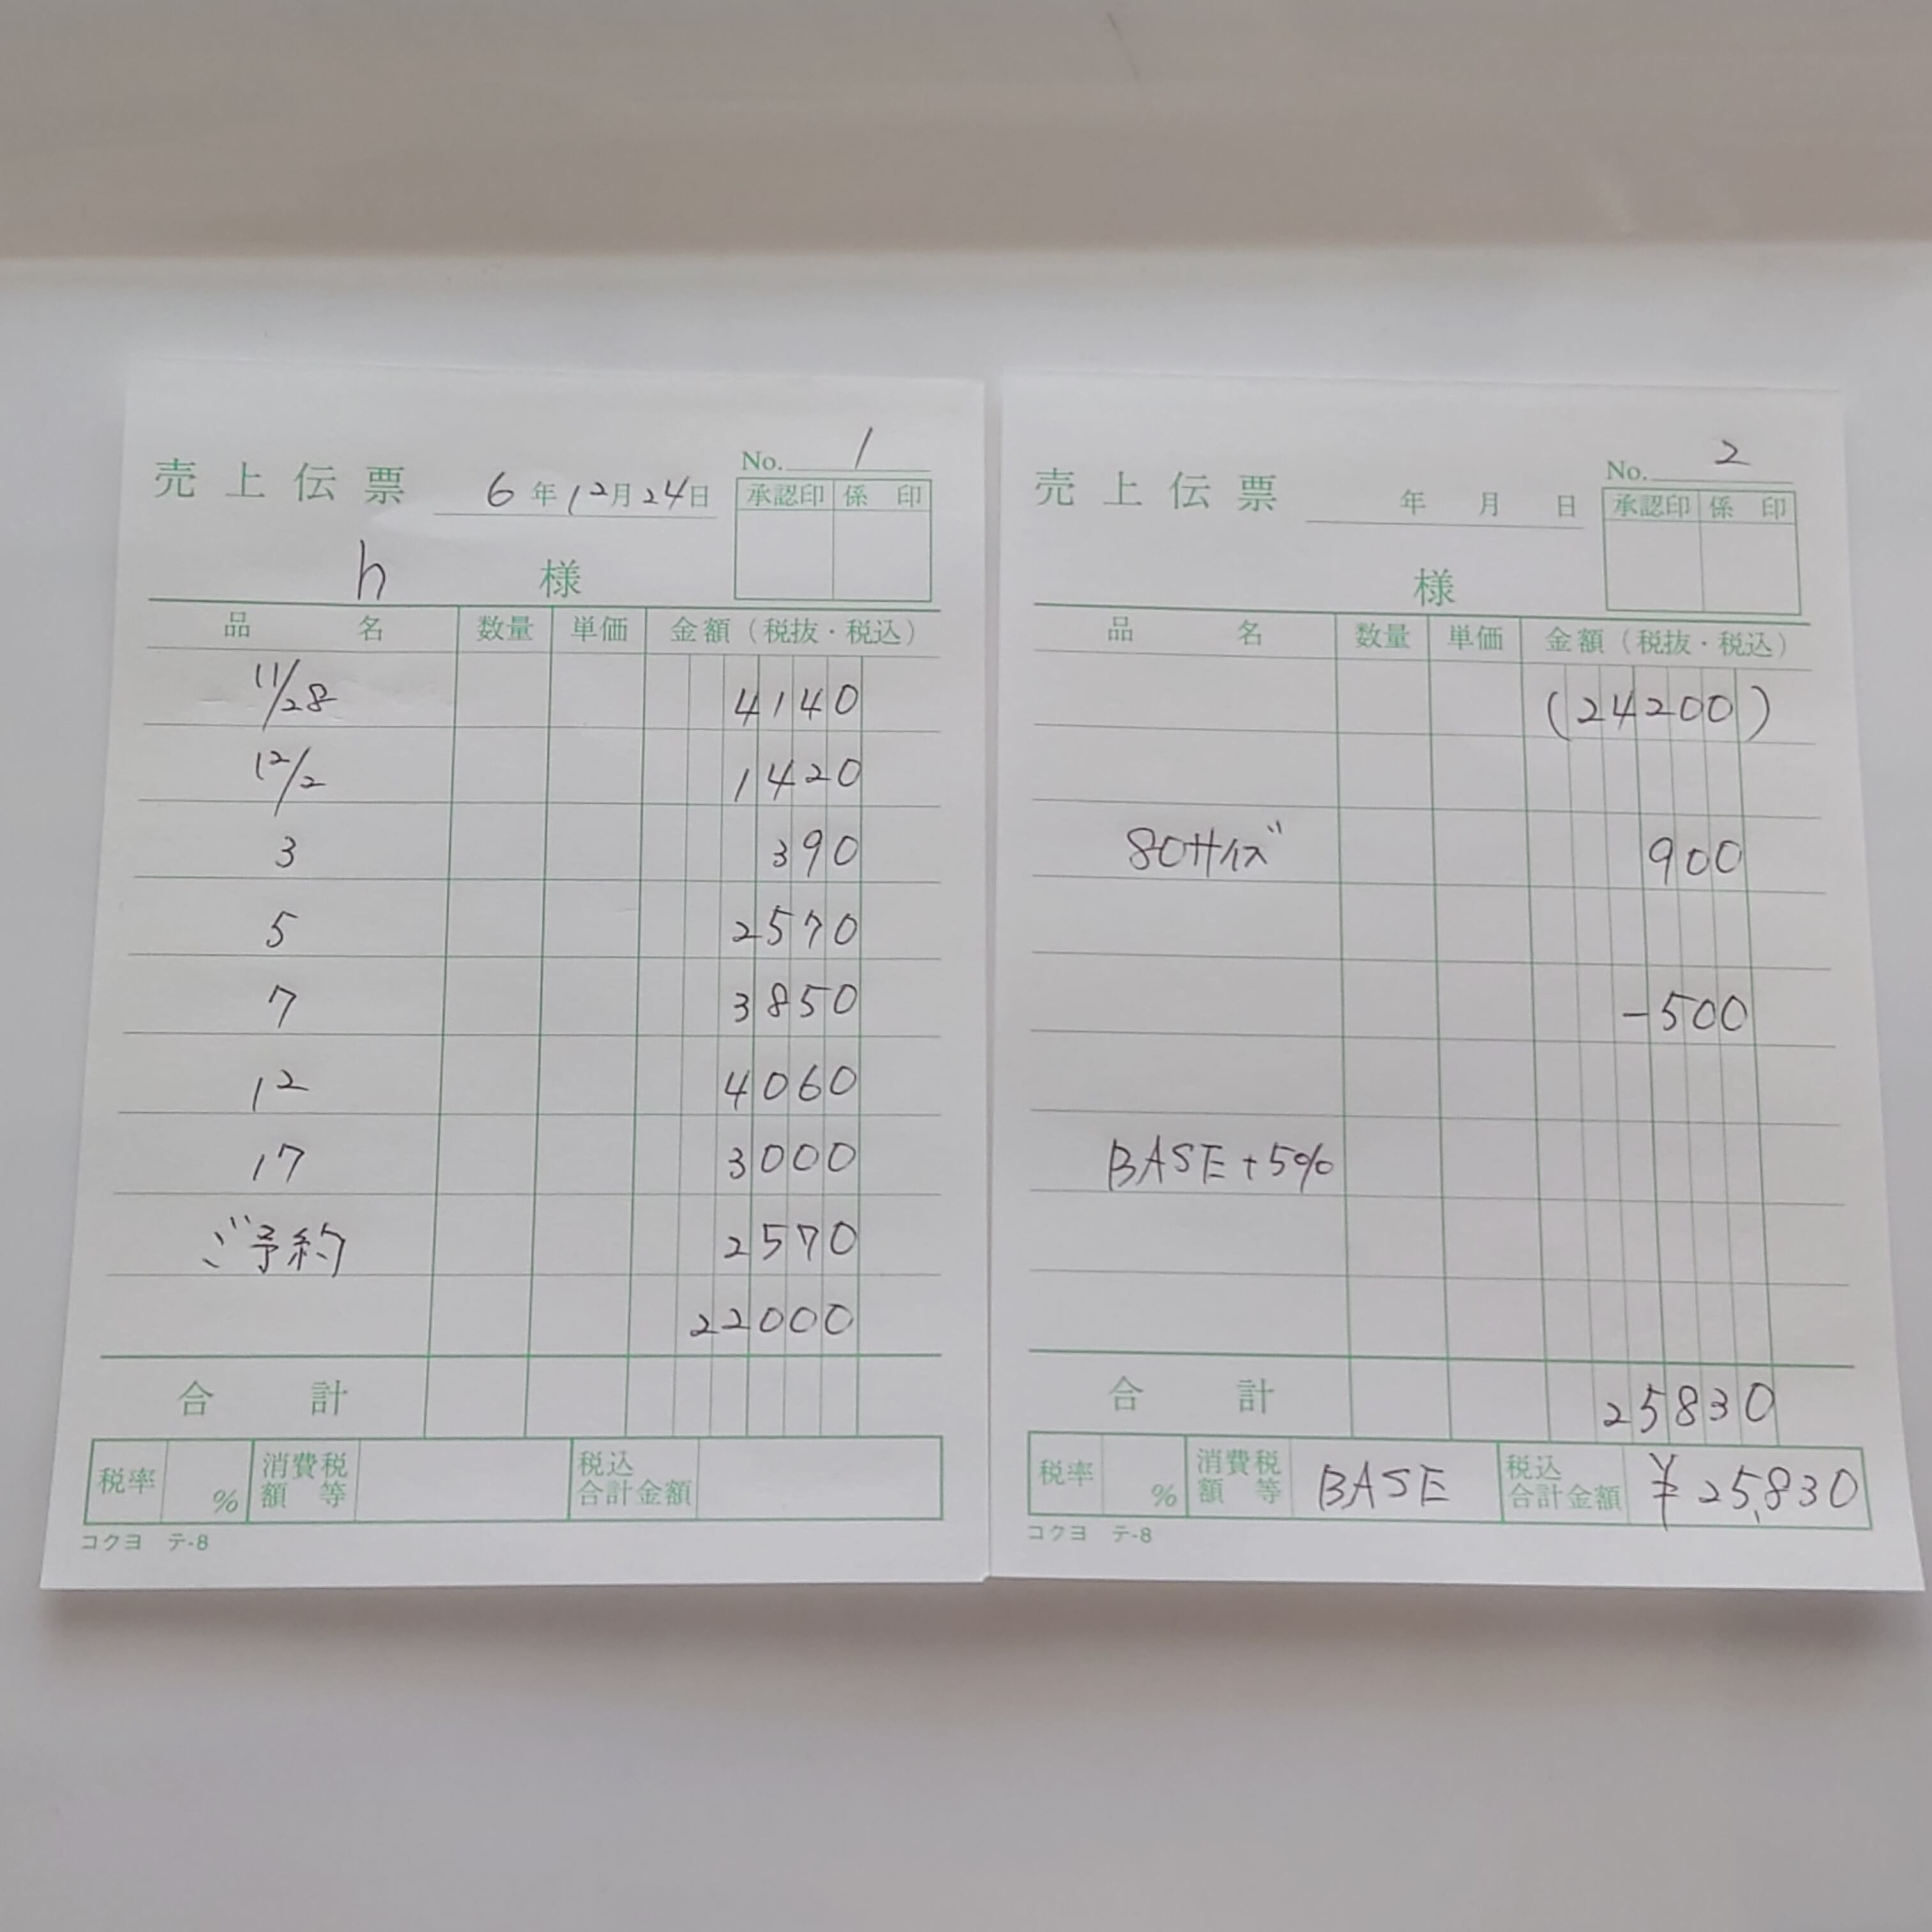 売上伝票 6年12月24日 No. 1
承認印 係印
h 様
品名 数量 単価 金額(税抜・税込)
11/28 4140
12/2 1420
3 390
5 2570
7 3850
12 4060
17 3000
ご予約 2570
22000
合計
税率 % 消費税額等 税込合計金額
コクヨ テ-8
売上伝票 年 月 日 No. 2
承認印 係印
様
品名 数量 単価 金額(税抜・税込)
(24200)
80サイズ 900
-500
BASE+5%
合計 25830
税率 % 消費税額等 BASE 税込合計金額 ¥25,830
コクヨ テ-8